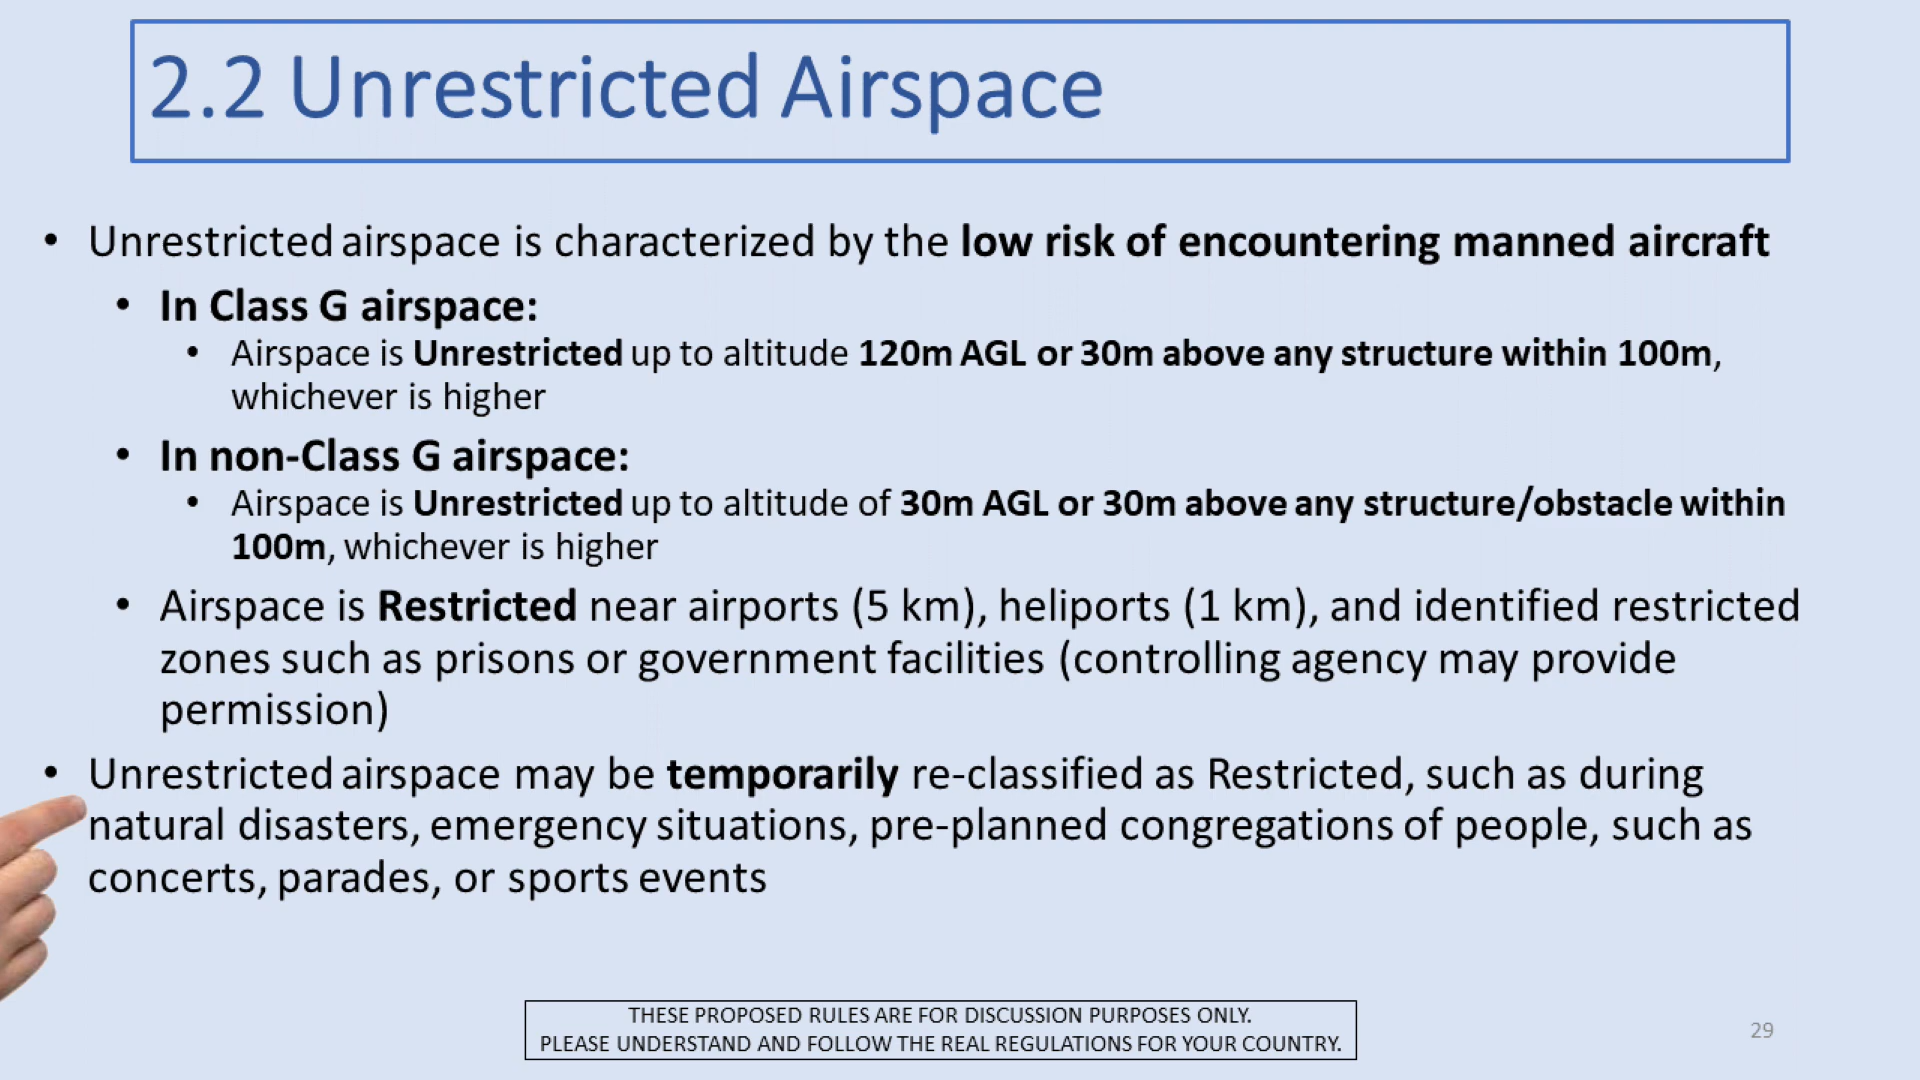 2.2 Unrestricted Airspace
• Unrestricted airspace is characterized by the low risk of encountering manned aircraft
• In Class G airspace:
• Airspace is Unrestricted up to altitude 120m AGL or 30m above any structure within 100m,
whichever is higher
• In non-Class G airspace:
• Airspace is Unrestricted up to altitude of 30m AGL or 30m above any structure/obstacle within
100m, whichever is higher
• Airspace is Restricted near airports (5 km), heliports (1 km), and identified restricted
zones such as prisons or government facilities (controlling agency may provide
permission)
• Unrestricted airspace may be temporarily re-classified as Restricted, such as during
natural disasters, emergency situations, pre-planned congregations of people, such as
concerts, parades, or sports events
THESE PROPOSED RULES ARE FOR DISCUSSION PURPOSES ONLY.
PLEASE UNDERSTAND AND FOLLOW THE REAL REGULATIONS FOR YOUR COUNTRY.
29